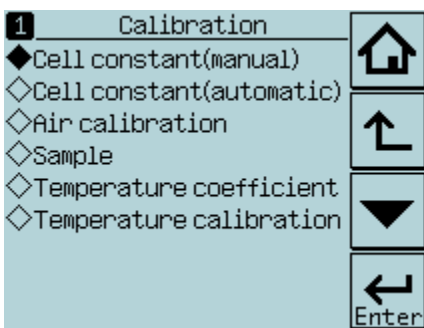 1 Calibration
Cell constant(manual)
Cell constant(automatic)
Air calibration
Sample
Temperature coefficient
Temperature calibration
Enter